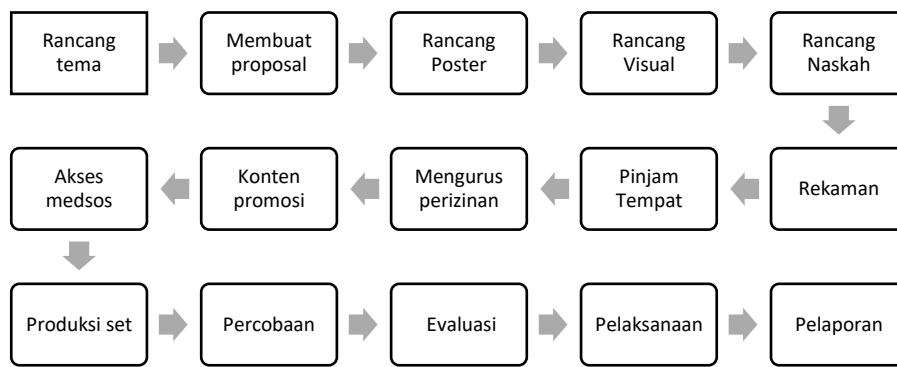 Rancang
tema
Membuat
proposal
Rancang
Poster
Rancang
Visual
Rancang
Naskah
Rekaman
Pinjam
Tempat
Mengurus
perizinan
Konten
promosi
Akses
medsos
Produksi set
Percobaan
Evaluasi
Pelaksanaan
Pelaporan